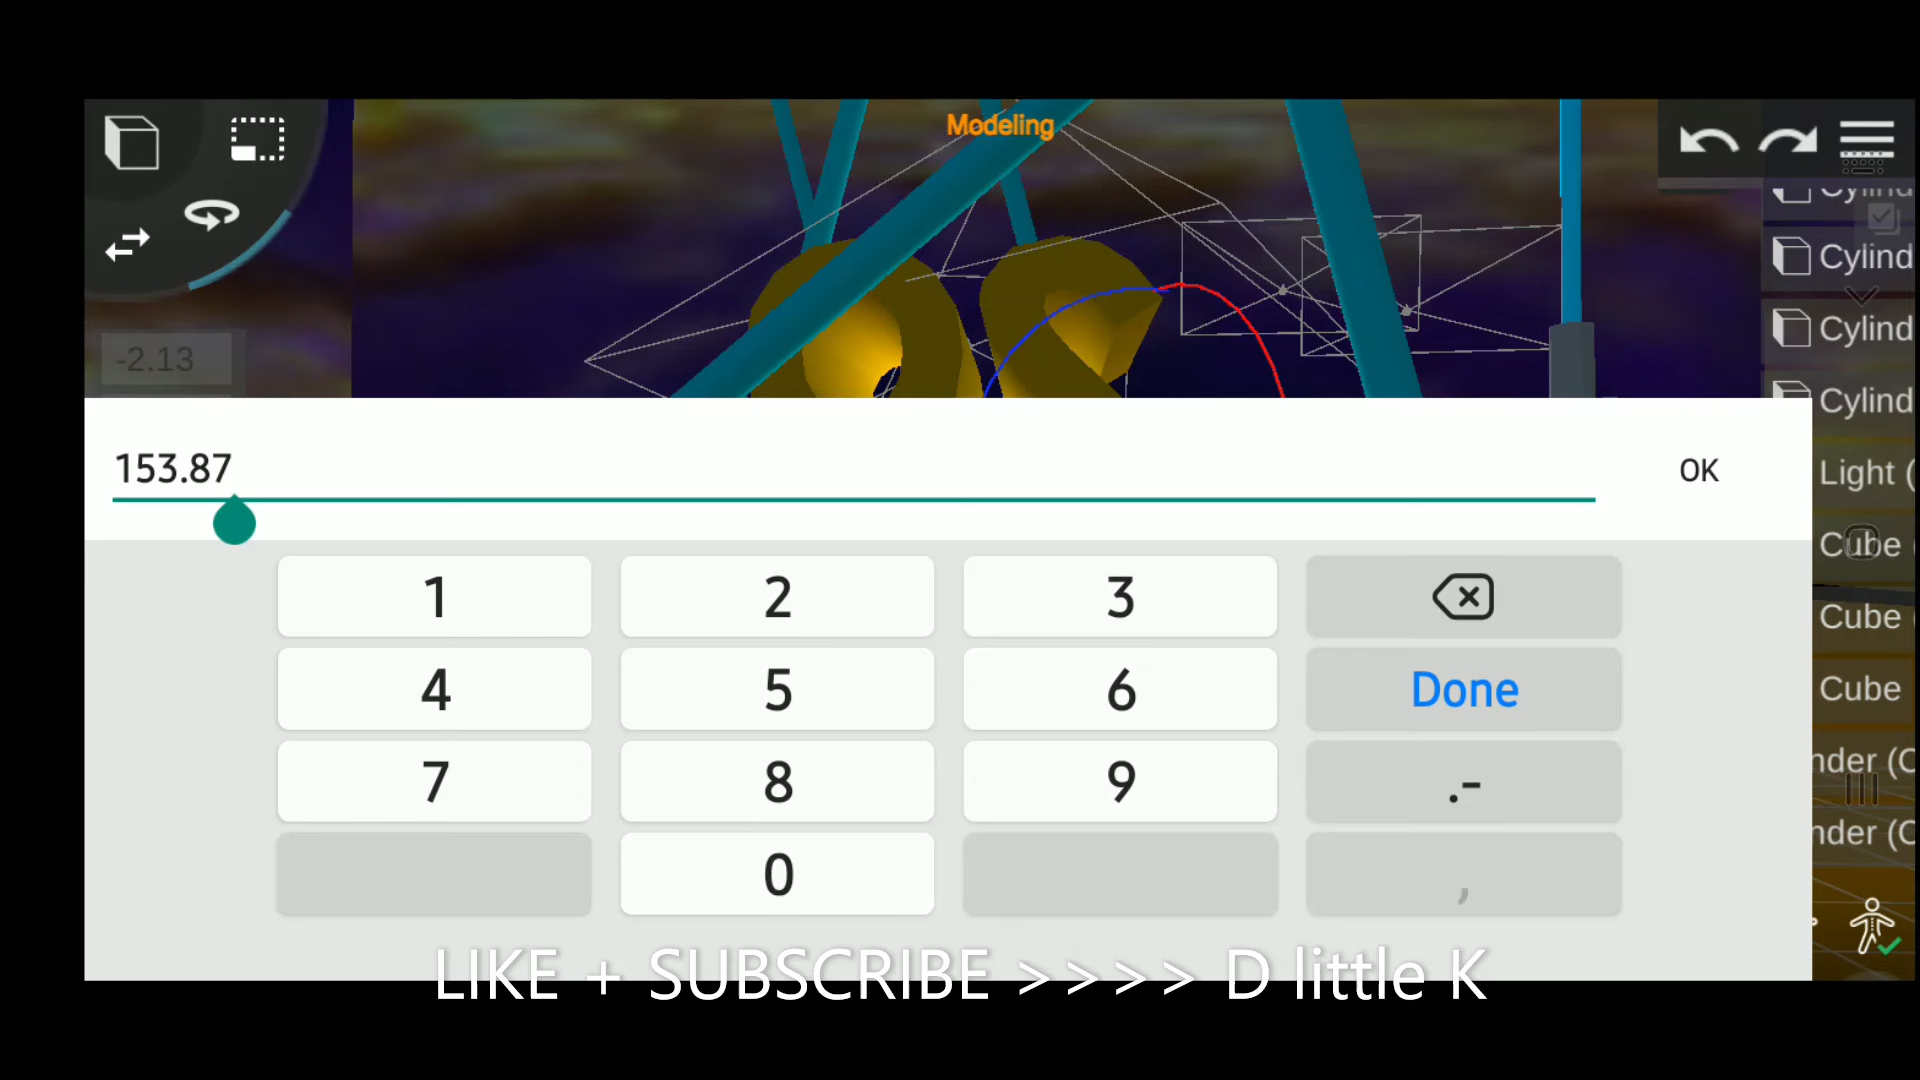 Modeling
Cylind
Cylind
Cylind
Cylind
-2.13
153.87
OK
Light (
Cube (
Cube (
Cube
nder (C
nder (C
1 2 3
4 5 6 Done
7 8 9 .-
0 ,
LIKE + SUBSCRIBE >>>> D little K